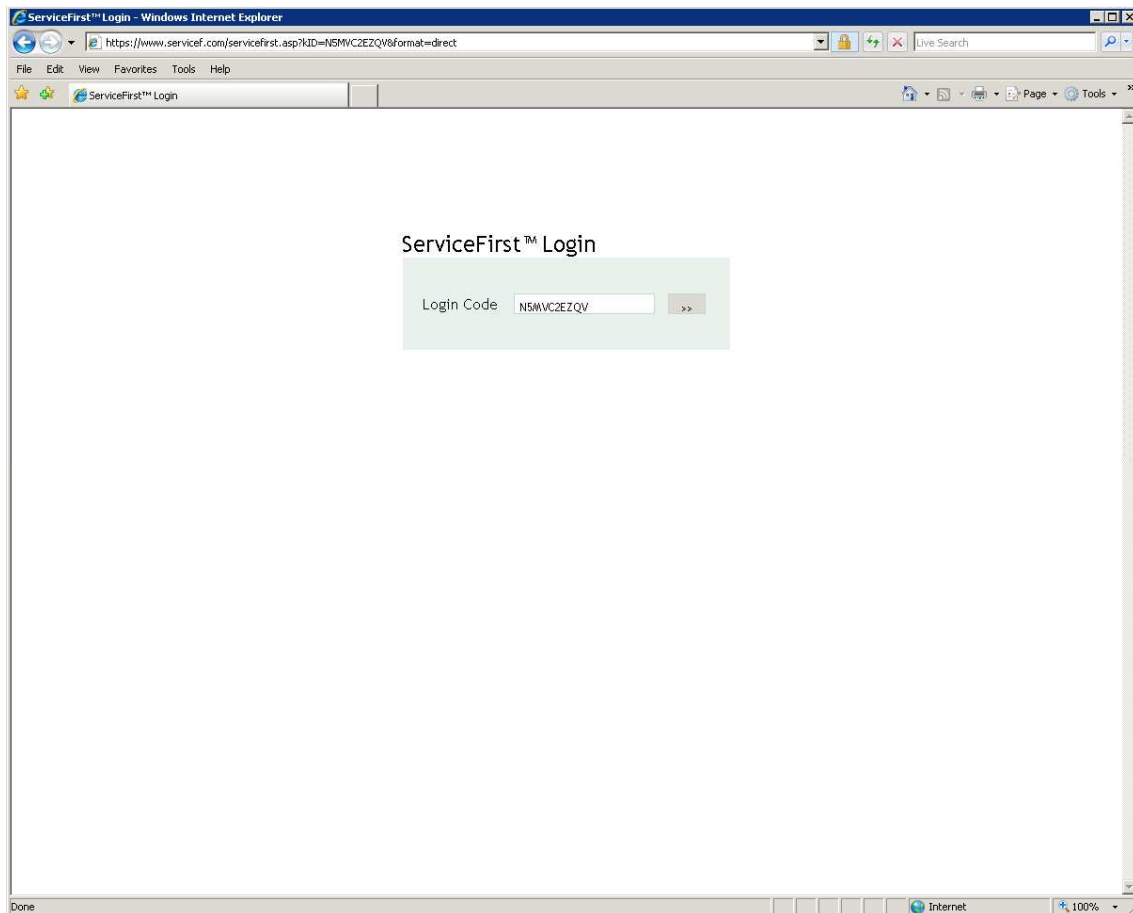 ServiceFirst™ Login - Windows Internet Explorer
https://www.servicef.com/servicefirst.asp?kID=N5MVC2EZQV&format=direct
Live Search
File Edit View Favorites Tools Help
ServiceFirst™ Login
Page Tools »
ServiceFirst™ Login
Login Code N5MVC2EZQV >>
Done Internet 100%